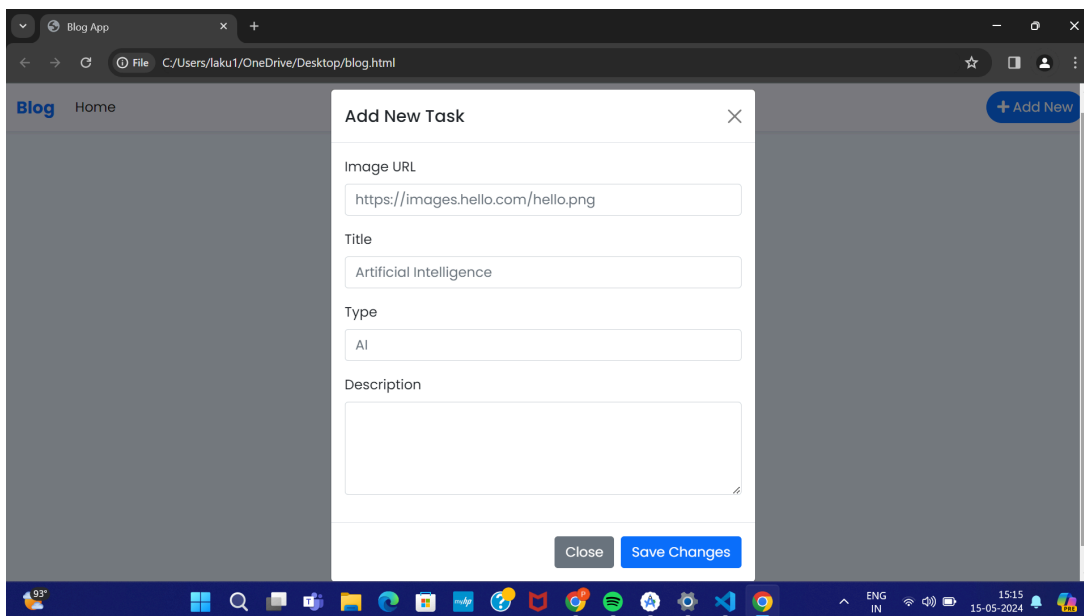 Blog App
File C:/Users/laku1/OneDrive/Desktop/blog.html
Blog Home + Add New
Add New Task
Image URL
https://images.hello.com/hello.png
Title
Artificial Intelligence
Type
AI
Description
Close Save Changes
93°
myhp
ENG
IN
15:15
15-05-2024
PRE